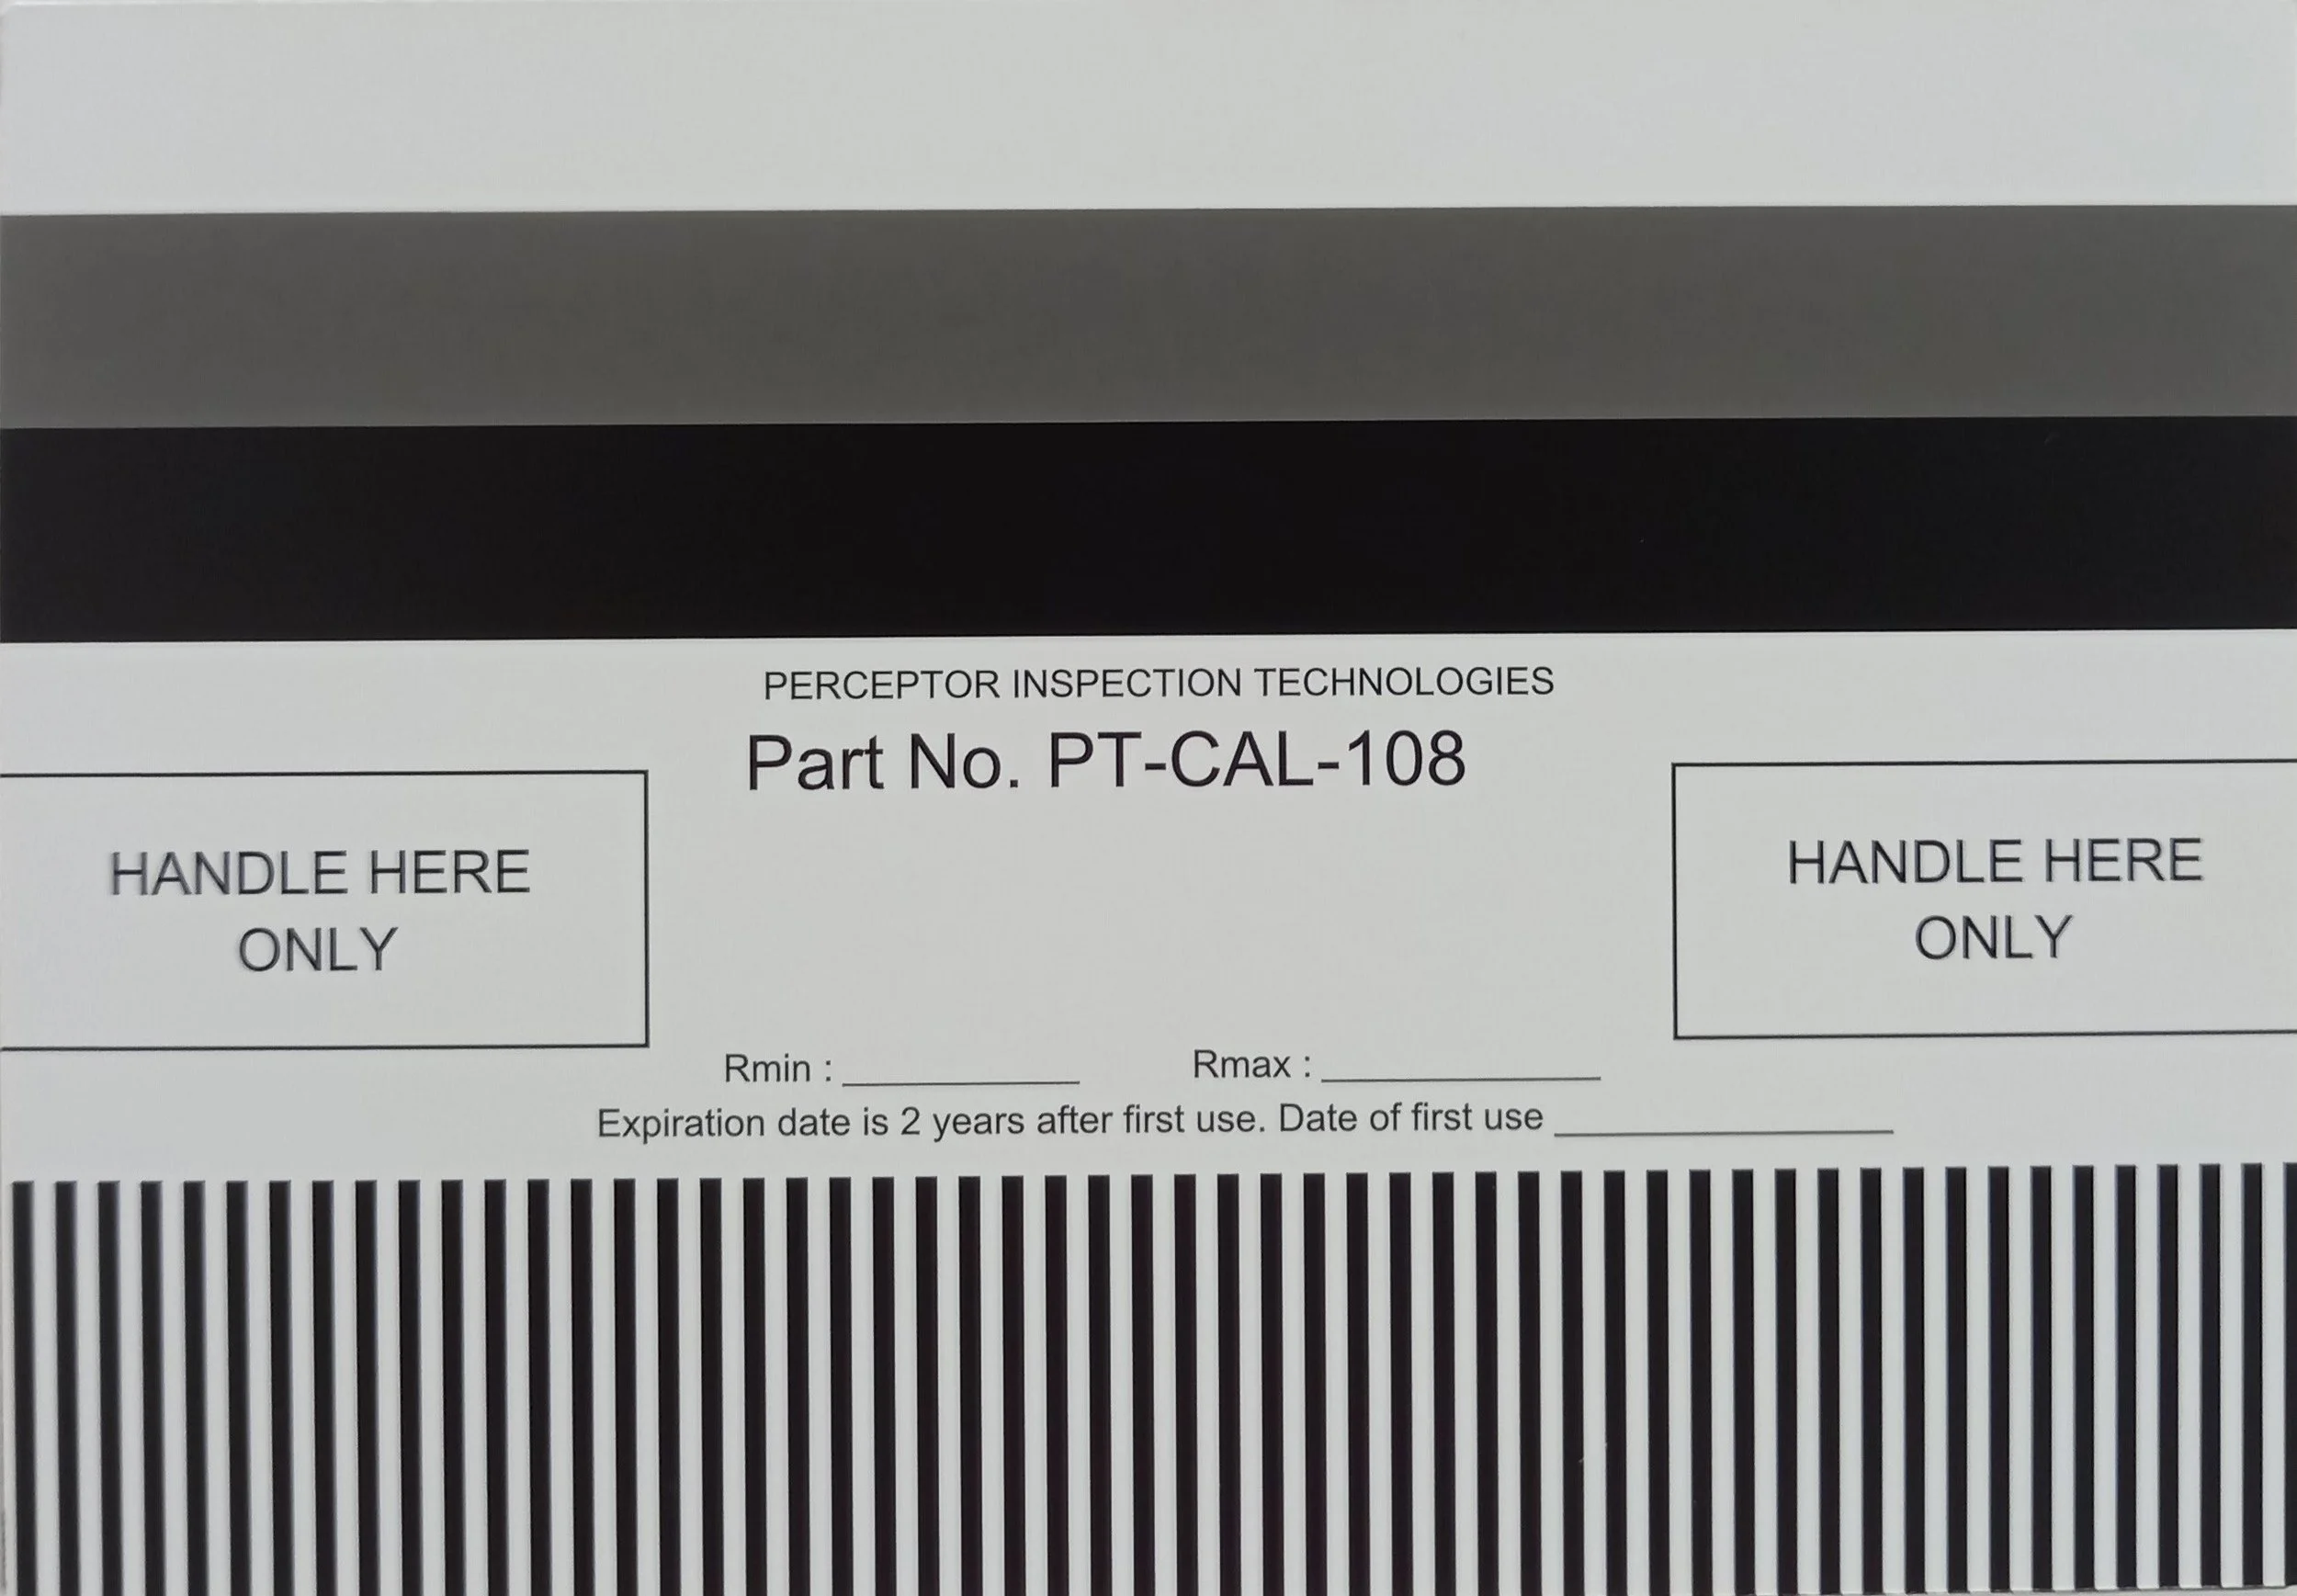 PERCEPTOR INSPECTION TECHNOLOGIES
Part No. PT-CAL-108
HANDLE HERE
ONLY
HANDLE HERE
ONLY
Rmin : __________ Rmax : ____________
Expiration date is 2 years after first use. Date of first use ______________